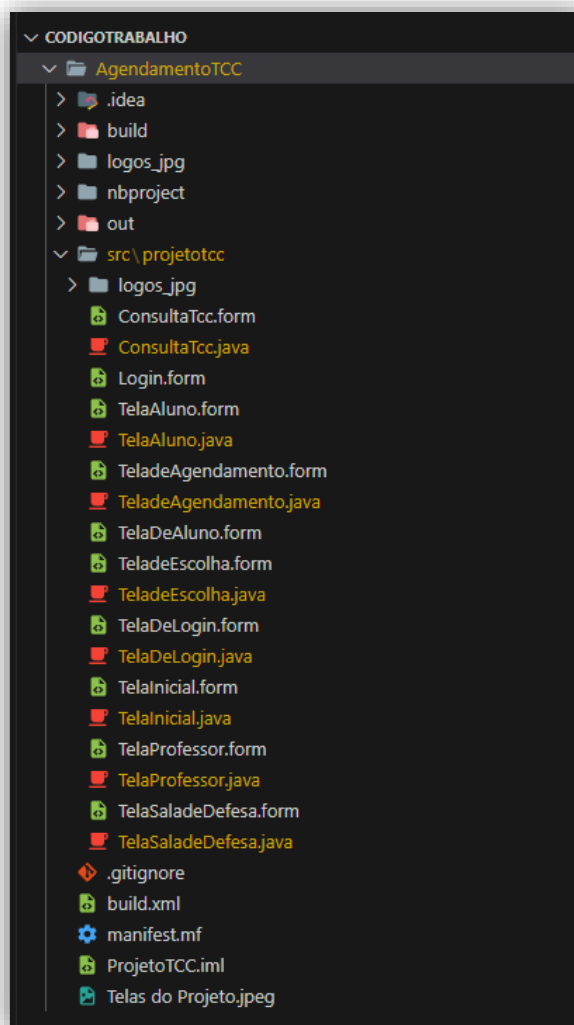 CODIGOTRABALHO
AgendamentoTCC
.idea
build
logos_jpg
nbproject
out
src\projetotcc
logos_jpg
ConsultaTcc.form
ConsultaTcc.java
Login.form
TelaAluno.form
TelaAluno.java
TeladeAgendamento.form
TeladeAgendamento.java
TelaDeAluno.form
TeladeEscolha.form
TeladeEscolha.java
TelaDeLogin.form
TelaDeLogin.java
TelaInicial.form
TelaInicial.java
TelaProfessor.form
TelaProfessor.java
TelaSaladeDefesa.form
TelaSaladeDefesa.java
.gitignore
build.xml
manifest.mf
ProjetoTCC.iml
Telas do Projeto.jpeg